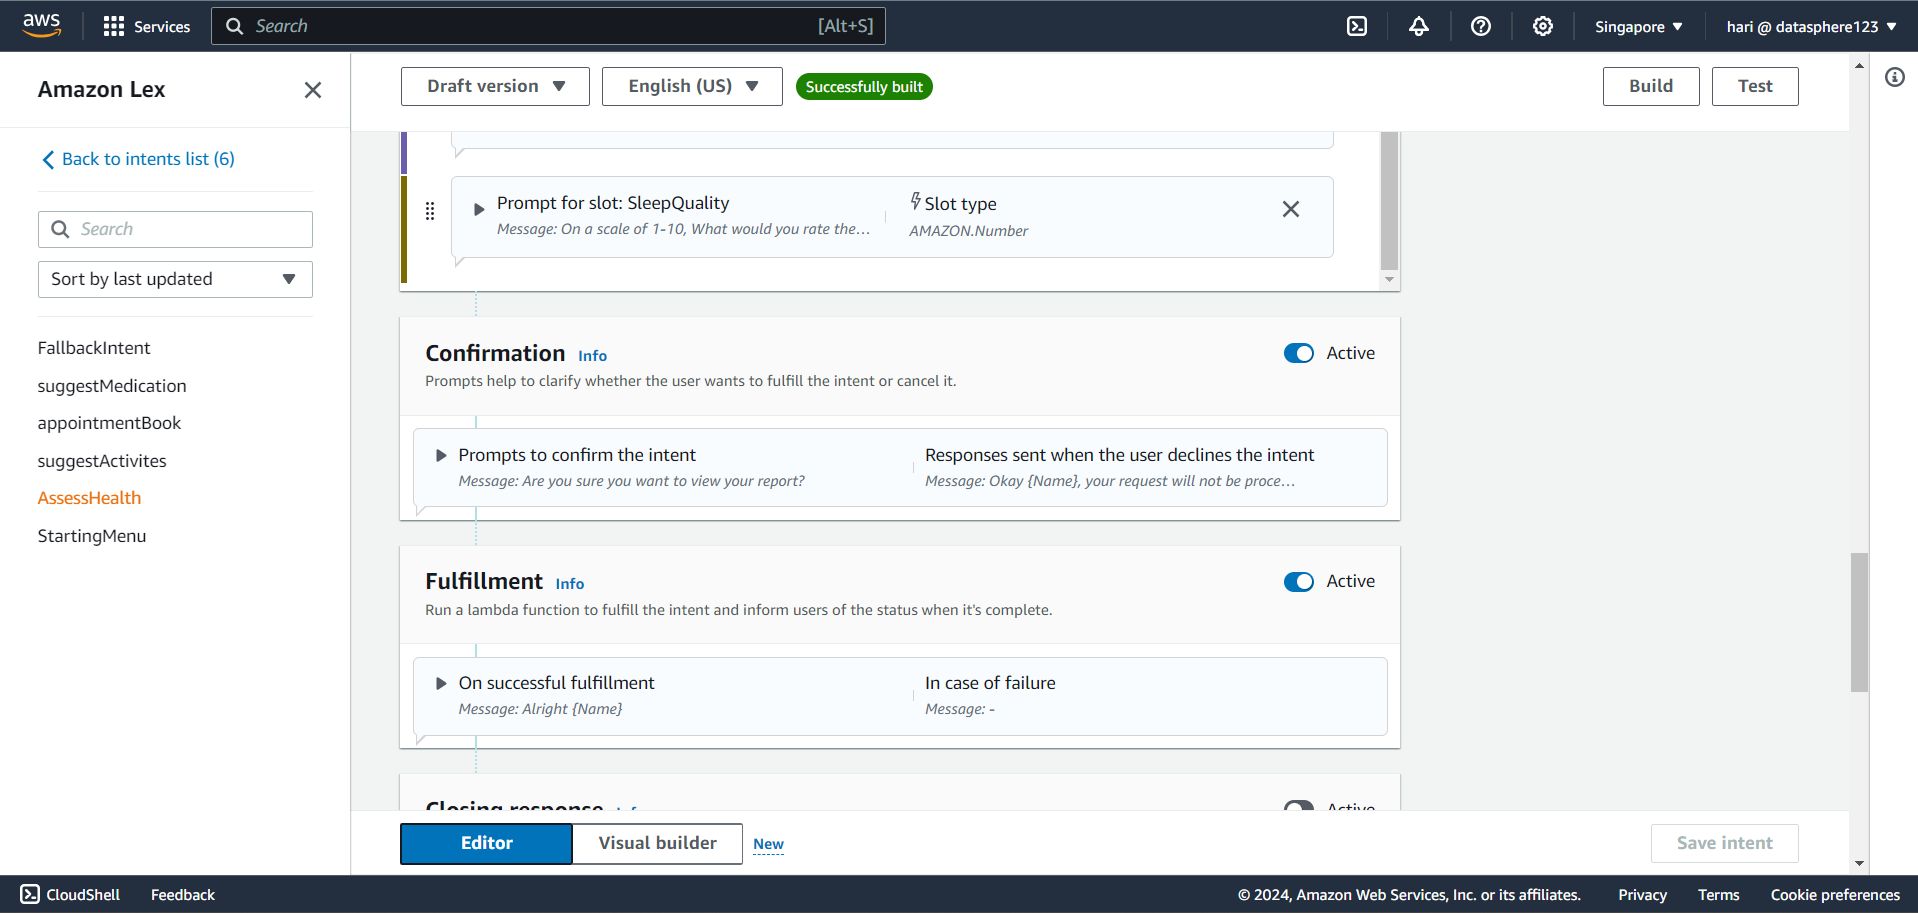 aws
Services
Search
[Alt+S]
Singapore
hari @ datasphere123
Amazon Lex
Back to intents list (6)
Search
Sort by last updated
FallbackIntent
suggestMedication
appointmentBook
suggestActivites
AssessHealth
StartingMenu
Draft version
English (US)
Successfully built
Build
Test
Prompt for slot: SleepQuality
Message: On a scale of 1-10, What would you rate the...
Slot type
AMAZON.Number
Confirmation Info
Active
Prompts help to clarify whether the user wants to fulfill the intent or cancel it.
Prompts to confirm the intent
Message: Are you sure you want to view your report?
Responses sent when the user declines the intent
Message: Okay {Name}, your request will not be proce...
Fulfillment Info
Active
Run a lambda function to fulfill the intent and inform users of the status when it's complete.
On successful fulfillment
Message: Alright {Name}
In case of failure
Message: -
Closing response Info
Active
Editor
Visual builder
New
Save intent
CloudShell
Feedback
© 2024, Amazon Web Services, Inc. or its affiliates.
Privacy
Terms
Cookie preferences